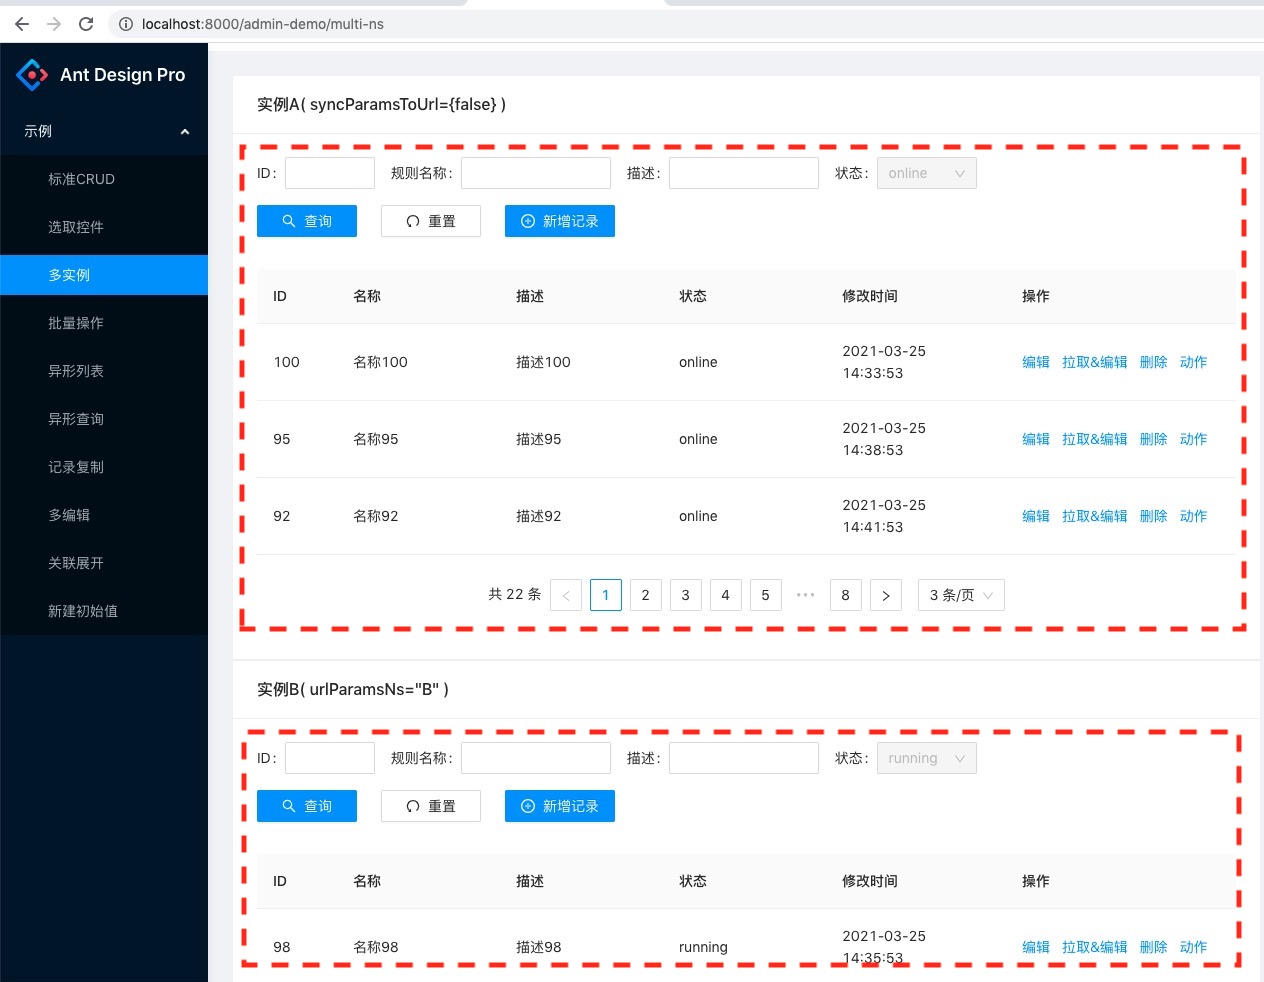 localhost:8000/admin-demo/multi-ns
Ant Design Pro
示例
标准CRUD
选取控件
多实例
批量操作
异形列表
异形查询
记录复制
多编辑
关联展开
新建初始值
实例A( syncParamsToUrl={false} )
ID: 规则名称: 描述: 状态: online
查询 重置 新增记录
ID 名称 描述 状态 修改时间 操作
100 名称100 描述100 online 2021-03-25 14:33:53 编辑 拉取&编辑 删除 动作
95 名称95 描述95 online 2021-03-25 14:38:53 编辑 拉取&编辑 删除 动作
92 名称92 描述92 online 2021-03-25 14:41:53 编辑 拉取&编辑 删除 动作
共 22 条 < 1 2 3 4 5 ••• 8 > 3 条/页
实例B( urlParamsNs="B" )
ID: 规则名称: 描述: 状态: running
查询 重置 新增记录
ID 名称 描述 状态 修改时间 操作
98 名称98 描述98 running 2021-03-25 14:35:53 编辑 拉取&编辑 删除 动作